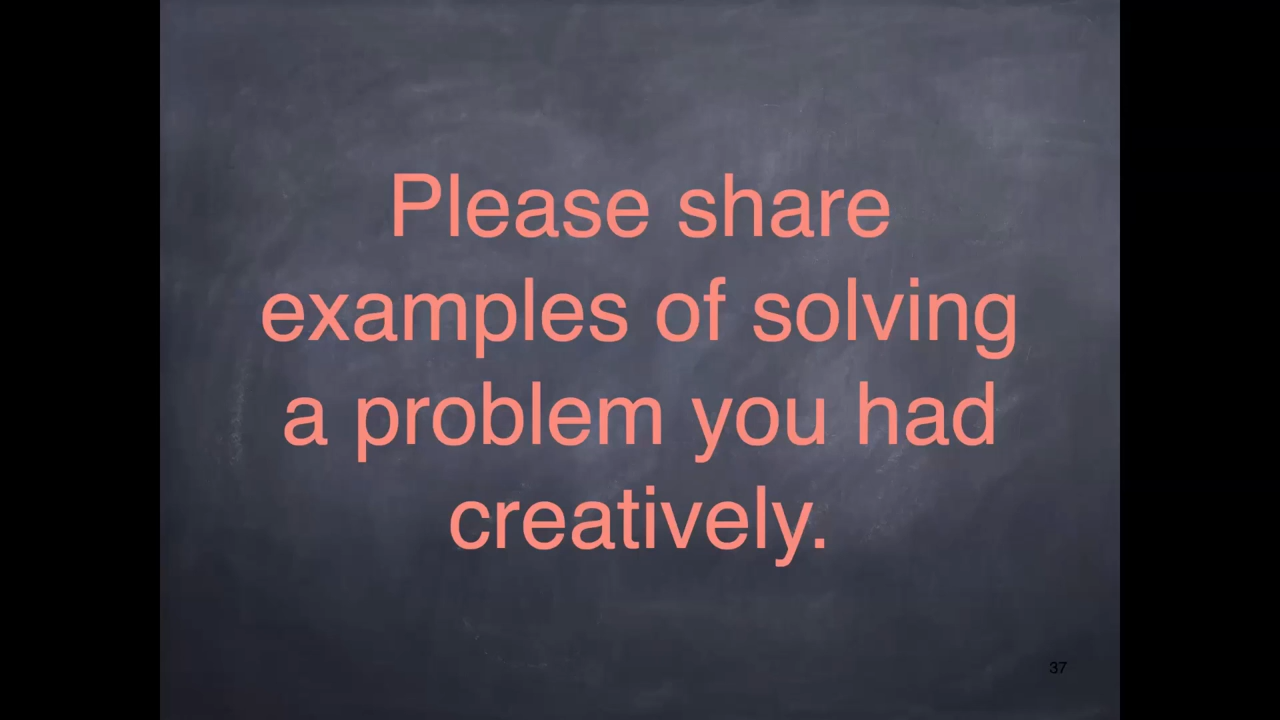 Please share
examples of solving
a problem you had
creatively.
37